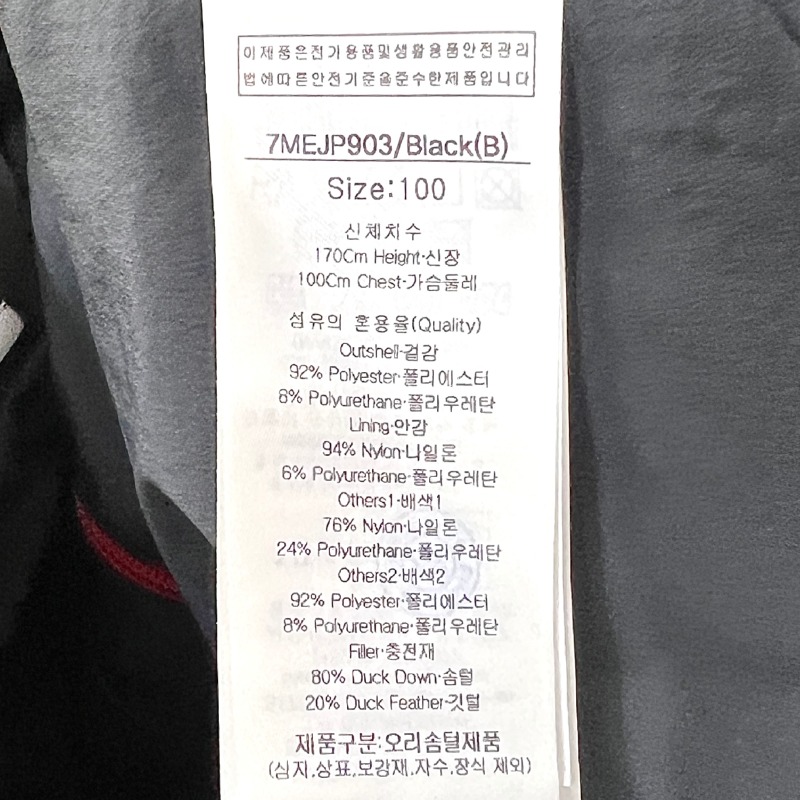 이제품은전기용품및생활용품안전관리
법에따른안전기준을준수한제품입니다
7MEJP903/Black(B)
Size:100
신체치수
170Cm Height·신장
100Cm Chest·가슴둘레
섬유의 혼용율(Quality)
Outshell·겉감
92% Polyester·폴리에스터
8% Polyurethane·폴리우레탄
Lining·안감
94% Nylon·나일론
6% Polyurethane·폴리우레탄
Others1·배색1
76% Nylon·나일론
24% Polyurethane·폴리우레탄
Others2·배색2
92% Polyester·폴리에스터
8% Polyurethane·폴리우레탄
Filler·충전재
80% Duck Down·솜털
20% Duck Feather·깃털
제품구분:오리솜털제품
(심지,상표,보강재,자수,장식 제외)